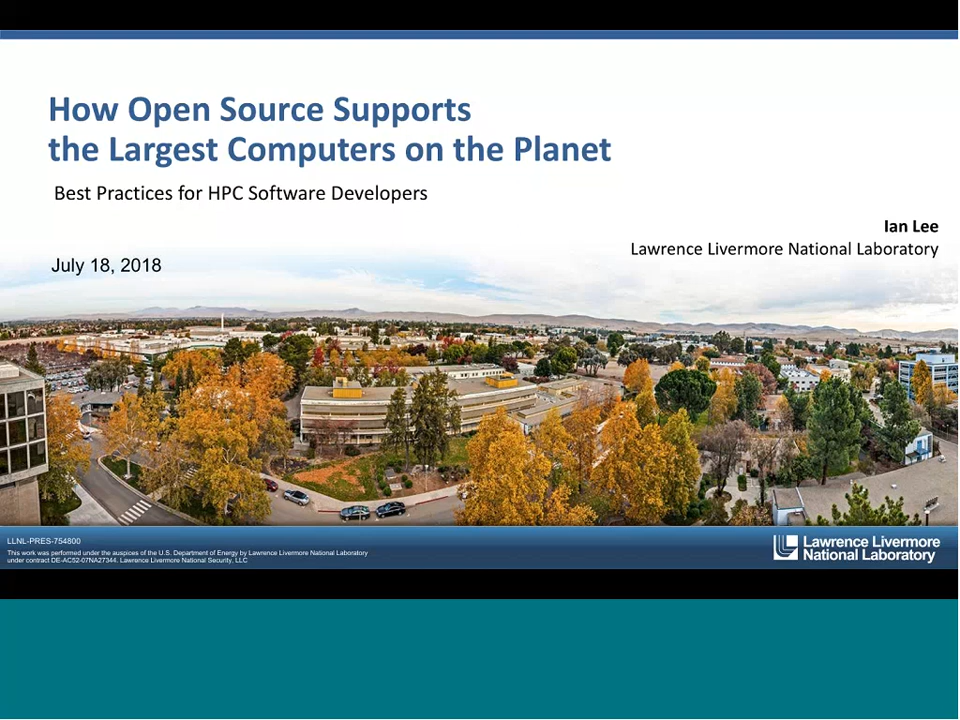 How Open Source Supports
the Largest Computers on the Planet
Best Practices for HPC Software Developers
Ian Lee
Lawrence Livermore National Laboratory
July 18, 2018
LLNL-PRES-754800
This work was performed under the auspices of the U.S. Department of Energy by Lawrence Livermore National Laboratory
under contract DE-AC52-07NA27344. Lawrence Livermore National Security, LLC
Lawrence Livermore
National Laboratory